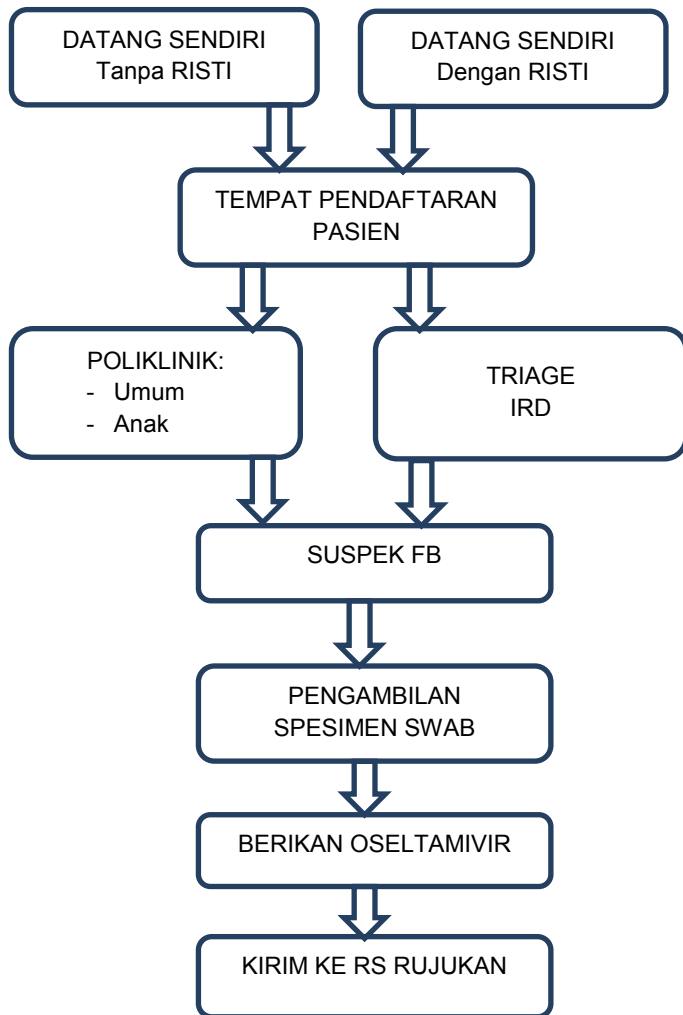 DATANG SENDIRI
Tanpa RISTI
DATANG SENDIRI
Dengan RISTI
TEMPAT PENDAFTARAN
PASIEN
POLIKLINIK:
- Umum
- Anak
TRIAGE
IRD
SUSPEK FB
PENGAMBILAN
SPESIMEN SWAB
BERIKAN OSELTAMIVIR
KIRIM KE RS RUJUKAN